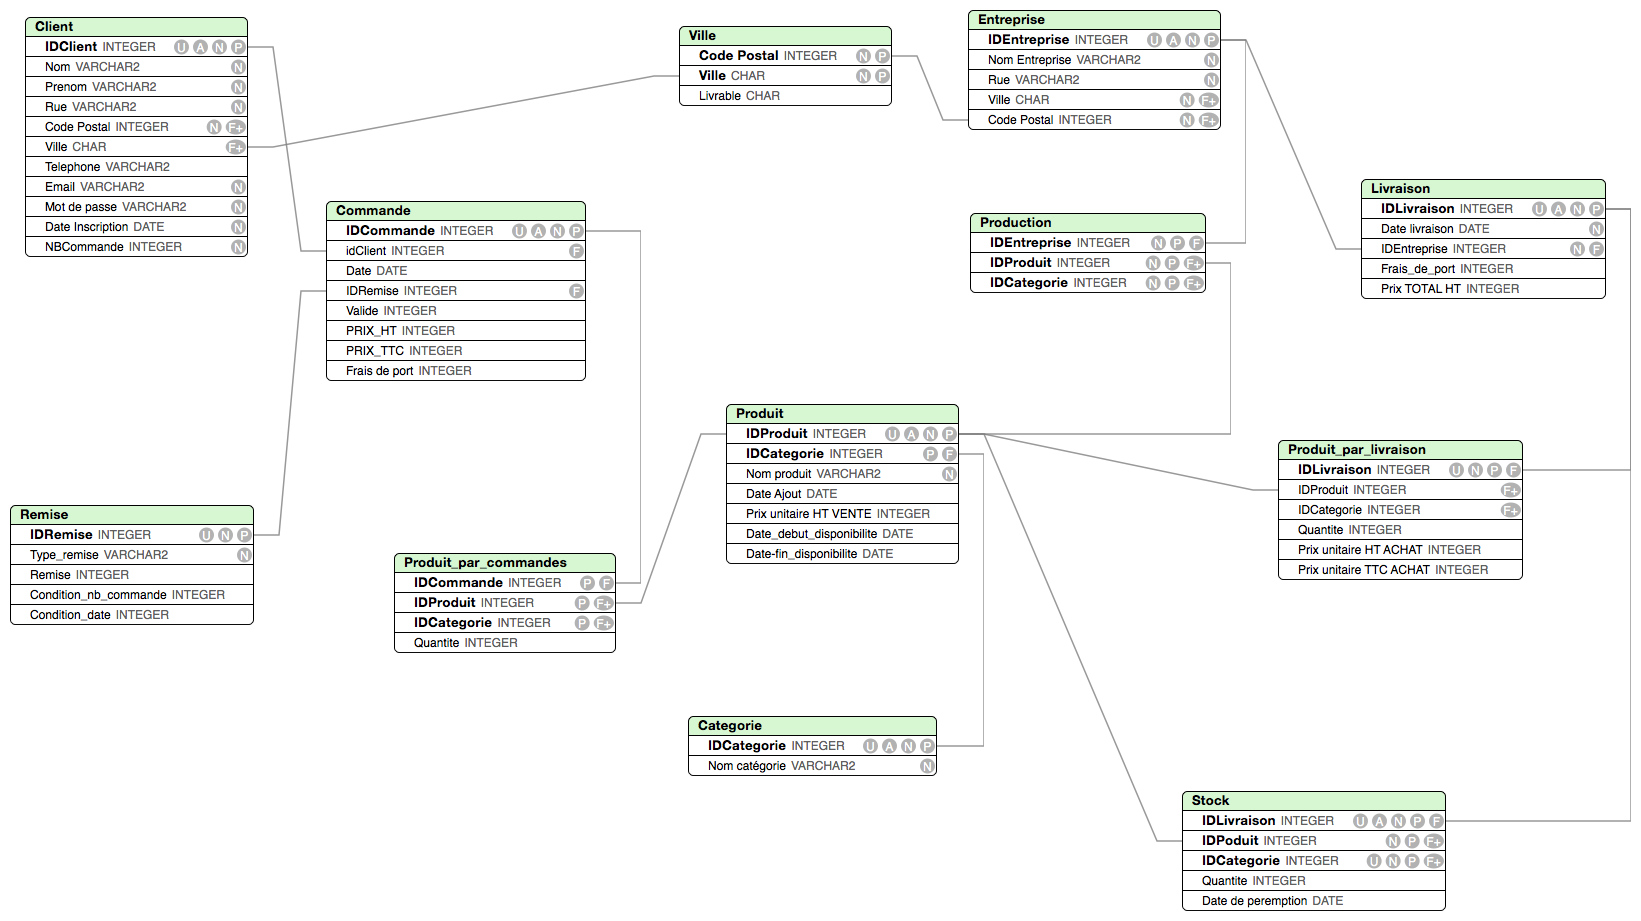 Client
IDClient INTEGER U A N P
Nom VARCHAR2 N
Prenom VARCHAR2 N
Rue VARCHAR2 N
Code Postal INTEGER N F+
Ville CHAR F+
Telephone VARCHAR2
Email VARCHAR2 N
Mot de passe VARCHAR2 N
Date Inscription DATE N
NBCommande INTEGER N
Ville
Code Postal INTEGER N P
Ville CHAR N P
Livrable CHAR
Entreprise
IDEntreprise INTEGER U A N P
Nom Entreprise VARCHAR2 N
Rue VARCHAR2 N
Ville CHAR N F+
Code Postal INTEGER N F+
Livraison
IDLivraison INTEGER U A N P
Date livraison DATE N
IDEntreprise INTEGER N F
Frais_de_port INTEGER
Prix TOTAL HT INTEGER
Commande
IDCommande INTEGER U A N P
idClient INTEGER F
Date DATE
IDRemise INTEGER F
Valide INTEGER
PRIX_HT INTEGER
PRIX_TTC INTEGER
Frais de port INTEGER
Production
IDEntreprise INTEGER N P F
IDProduit INTEGER N P F+
IDCategorie INTEGER N P F+
Produit
IDProduit INTEGER U A N P
IDCategorie INTEGER P F
Nom produit VARCHAR2 N
Date Ajout DATE
Prix unitaire HT VENTE INTEGER
Date_debut_disponibilite DATE
Date-fin_disponibilite DATE
Produit_par_livraison
IDLivraison INTEGER U N P F
IDProduit INTEGER F+
IDCategorie INTEGER F+
Quantite INTEGER
Prix unitaire HT ACHAT INTEGER
Prix unitaire TTC ACHAT INTEGER
Remise
IDRemise INTEGER U N P
Type_remise VARCHAR2 N
Remise INTEGER
Condition_nb_commande INTEGER
Condition_date INTEGER
Produit_par_commandes
IDCommande INTEGER P F
IDProduit INTEGER P F+
IDCategorie INTEGER P F+
Quantite INTEGER
Categorie
IDCategorie INTEGER U A N P
Nom catégorie VARCHAR2 N
Stock
IDLivraison INTEGER U A N P F
IDPoduit INTEGER N P F+
IDCategorie INTEGER U N P F+
Quantite INTEGER
Date de peremption DATE